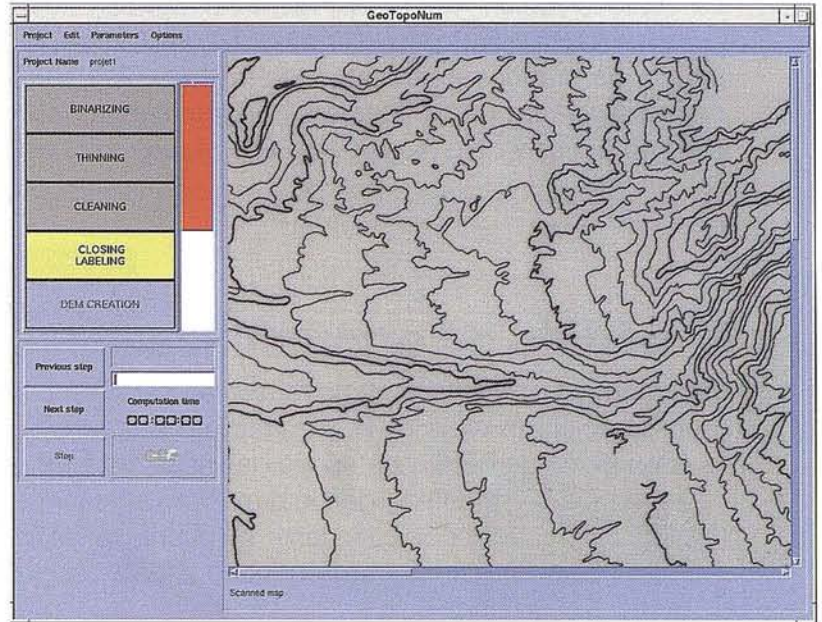 GeoTopoNum
Project Edit Parameters Options
Project Name projet1
BINARIZING
THINNING
CLEANING
CLOSING
LABELING
DEM CREATION
Previous step
Next step
Computation time
00:00:00
Stop
Scanned map